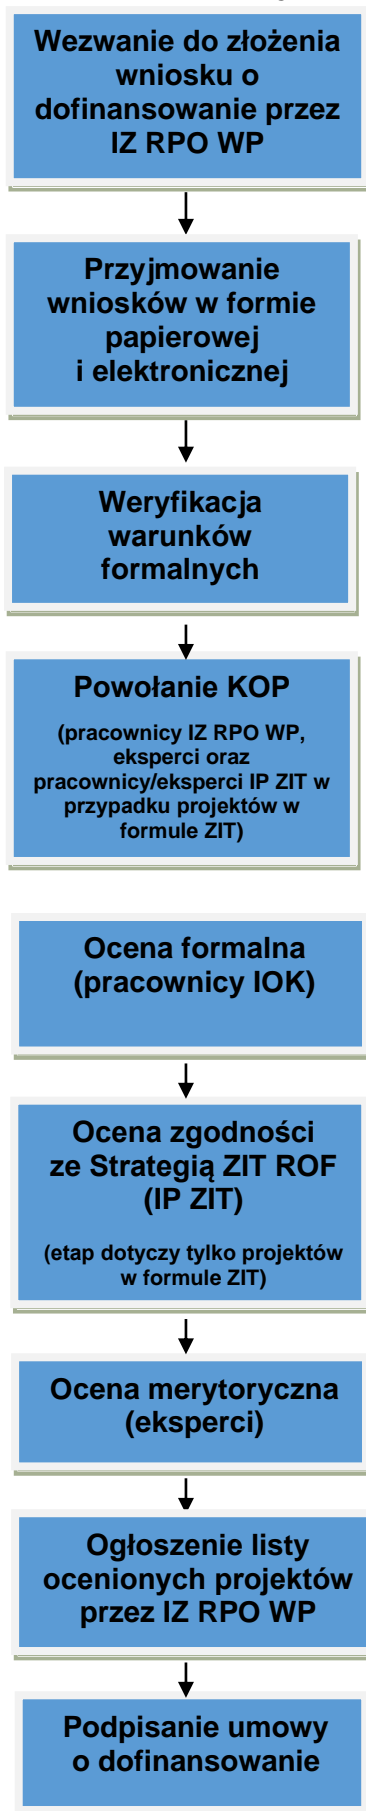 Wezwanie do złożenia
wniosku o
dofinansowanie przez
IZ RPO WP
Przyjmowanie
wniosków w formie
papierowej
i elektronicznej
Weryfikacja
warunków
formalnych
Powołanie KOP
(pracownicy IZ RPO WP,
eksperci oraz
pracownicy/eksperci IP ZIT w
przypadku projektów w
formule ZIT)
Ocena formalna
(pracownicy IOK)
Ocena zgodności
ze Strategią ZIT ROF
(IP ZIT)
(etap dotyczy tylko projektów
w formule ZIT)
Ocena merytoryczna
(eksperci)
Ogłoszenie listy
ocenionych projektów
przez IZ RPO WP
Podpisanie umowy
o dofinansowanie